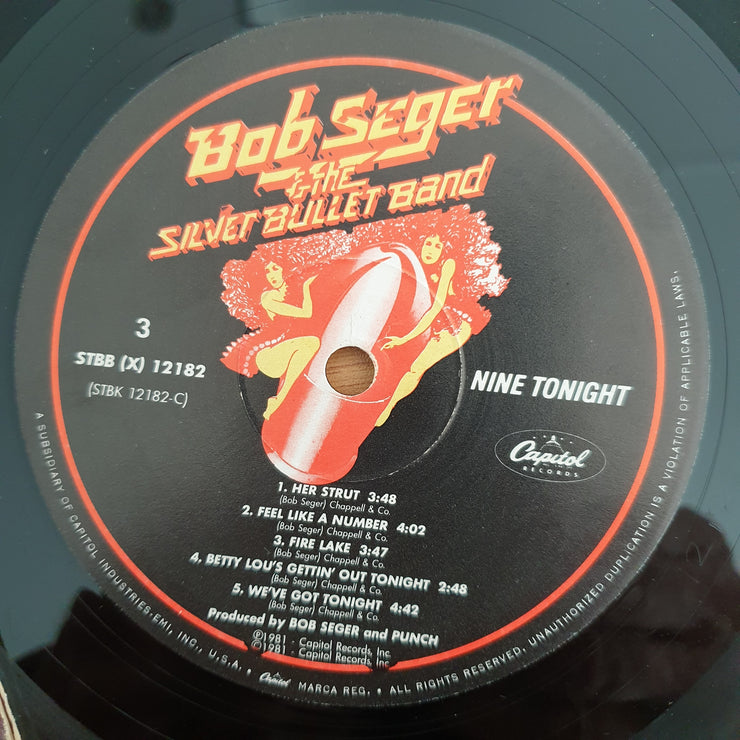 Bob Seger
& The
Silver Bullet Band
3
STBB (X) 12182
(STBK 12182-C)
NINE TONIGHT
Capitol
RECORDS
1. HER STRUT 3:48
(Bob Seger) Chappell & Co.
2. FEEL LIKE A NUMBER 4:02
(Bob Seger) Chappell & Co.
3. FIRE LAKE 3:47
(Bob Seger) Chappell & Co.
4. BETTY LOU'S GETTIN' OUT TONIGHT 2:48
(Bob Seger) Chappell & Co.
5. WE'VE GOT TONIGHT 4:42
(Bob Seger) Chappell & Co.
Produced by BOB SEGER and PUNCH
℗1981 · Capitol Records, Inc.
©1981 · Capitol Records, Inc.
A SUBSIDIARY OF CAPITOL INDUSTRIES-EMI, INC., U.S.A. • Capitol MARCA REG. • ALL RIGHTS RESERVED. UNAUTHORIZED DUPLICATION IS A VIOLATION OF APPLICABLE LAWS.